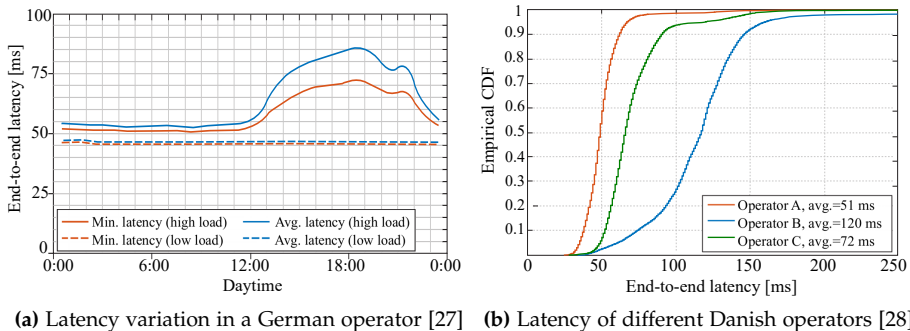 100
75
50
25
0
End-to-end latency [ms]
Min. latency (high load)
Avg. latency (high load)
Min. latency (low load)
Avg. latency (low load)
0:00
6:00
12:00
18:00
0:00
Daytime
(a) Latency variation in a German operator [27]
1
0.9
0.8
0.7
0.6
0.5
0.4
0.3
0.2
0.1
Empirical CDF
Operator A, avg.=51 ms
Operator B, avg.=120 ms
Operator C, avg.=72 ms
0
50
100
150
200
250
End-to-end latency [ms]
(b) Latency of different Danish operators [28]